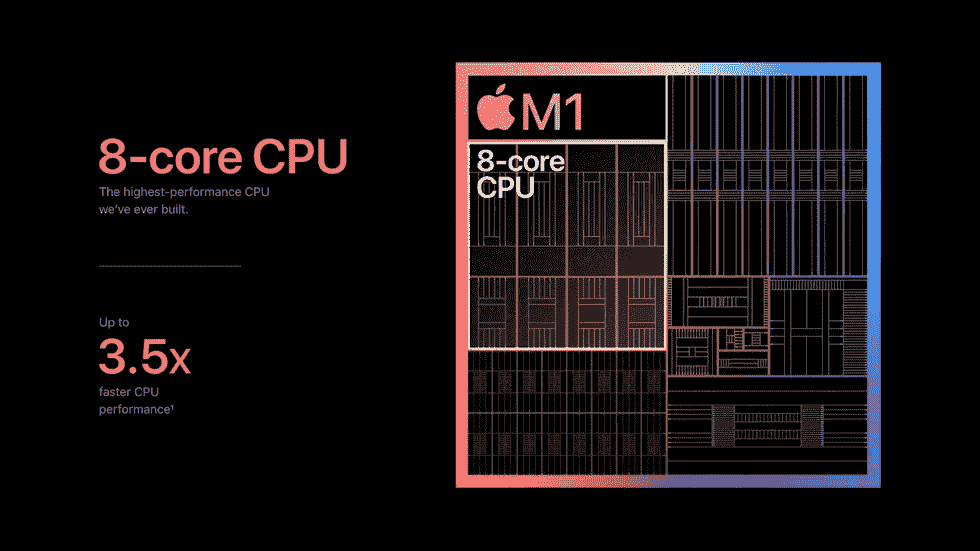 8-core CPU
The highest-performance CPU
we've ever built.
Up to
3.5x
faster CPU
performance¹
M1
8-core
CPU